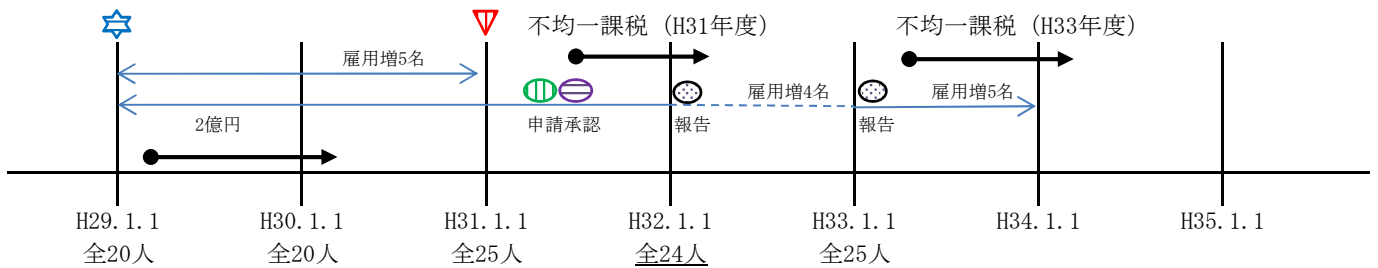 不均一課税（H31年度） 不均一課税（H33年度）
雇用増5名
雇用増4名 雇用増5名
2億円 申請承認 報告 報告
H29.1.1 H30.1.1 H31.1.1 H32.1.1 H33.1.1 H34.1.1 H35.1.1
全20人 全20人 全25人 全24人 全25人